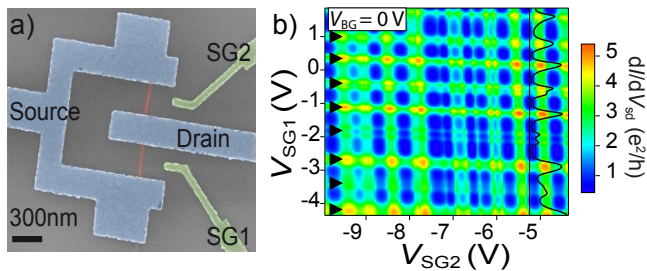 a)
SG2
Source
Drain
300nm
SG1
b)
V_BG = 0 V
V_SG1 (V)
1
0
-1
-2
-3
-4
-9
-8
-7
-6
-5
V_SG2 (V)
5
4
3
2
1
dI/dV_sd (e²/h)